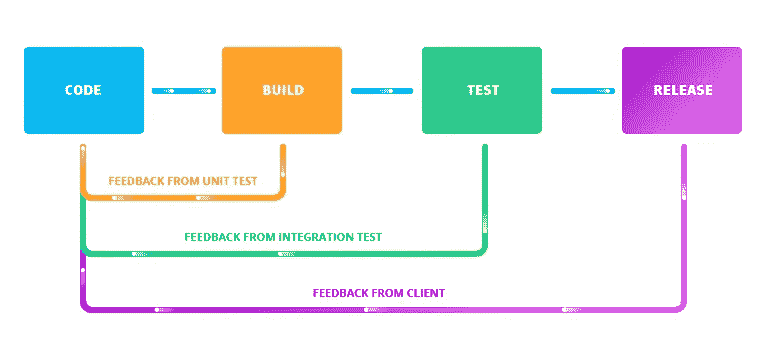 CODE
BUILD
TEST
RELEASE
FEEDBACK FROM UNIT TEST
FEEDBACK FROM INTEGRATION TEST
FEEDBACK FROM CLIENT